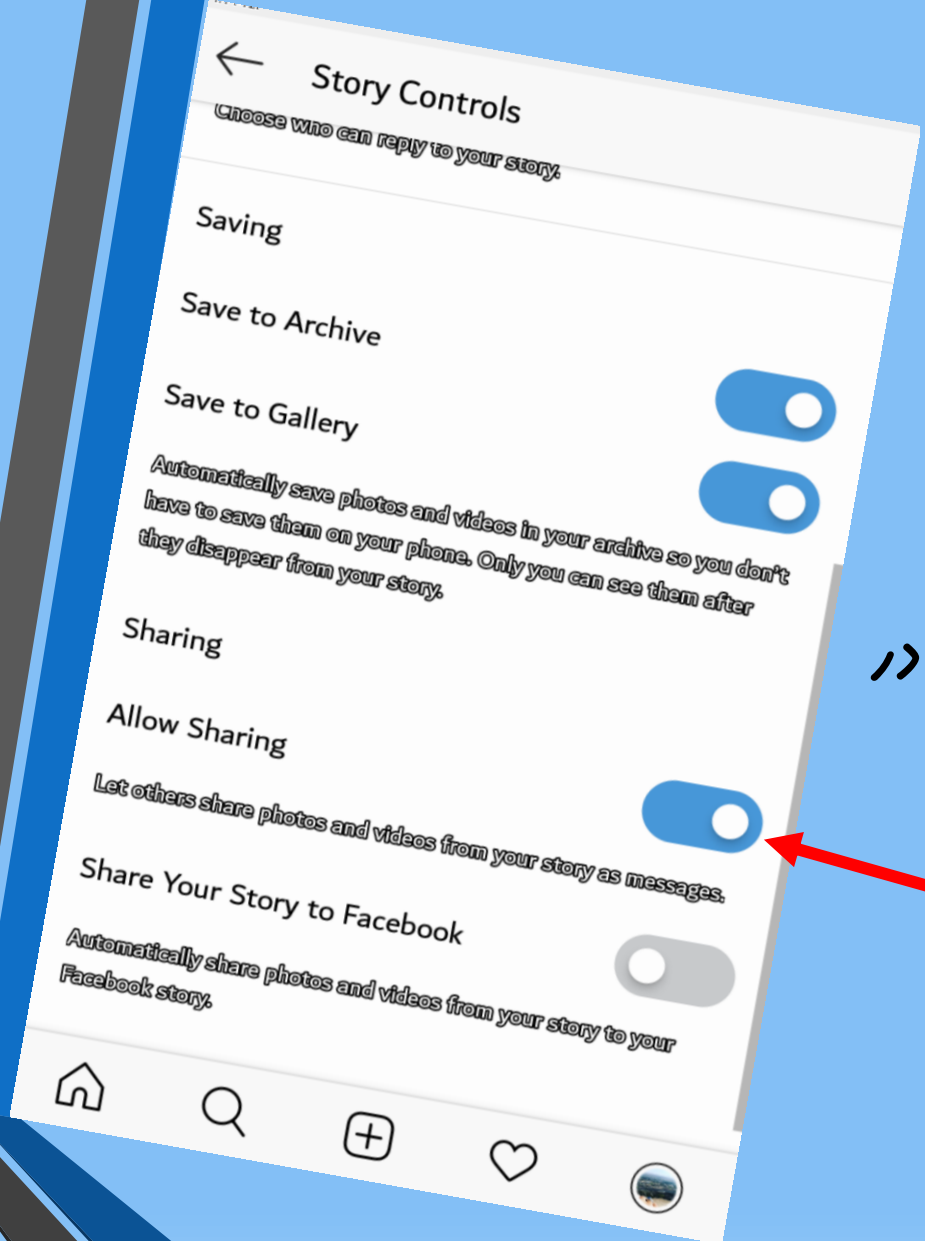 Story Controls
Choose who can reply to your story.
Saving
Save to Archive
Save to Gallery
Automatically save photos and videos in your archive so you don't
have to save them on your phone. Only you can see them after
they disappear from your story.
Sharing
Allow Sharing
Let others share photos and videos from your story as messages.
Share Your Story to Facebook
Automatically share photos and videos from your story to your
Facebook story.